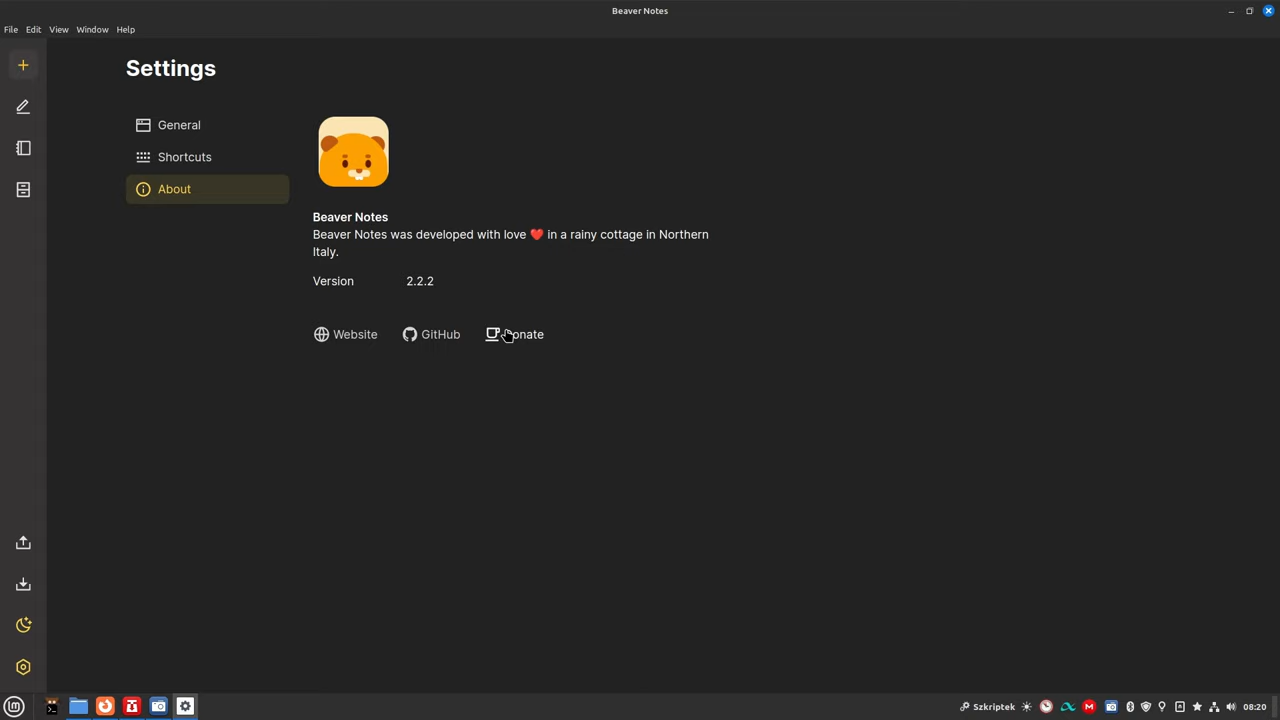 Beaver Notes
File Edit View Window Help
Settings
General
Shortcuts
About
Beaver Notes
Beaver Notes was developed with love ❤️ in a rainy cottage in Northern
Italy.
Version 2.2.2
Website GitHub Donate
Szkriptek 08:20